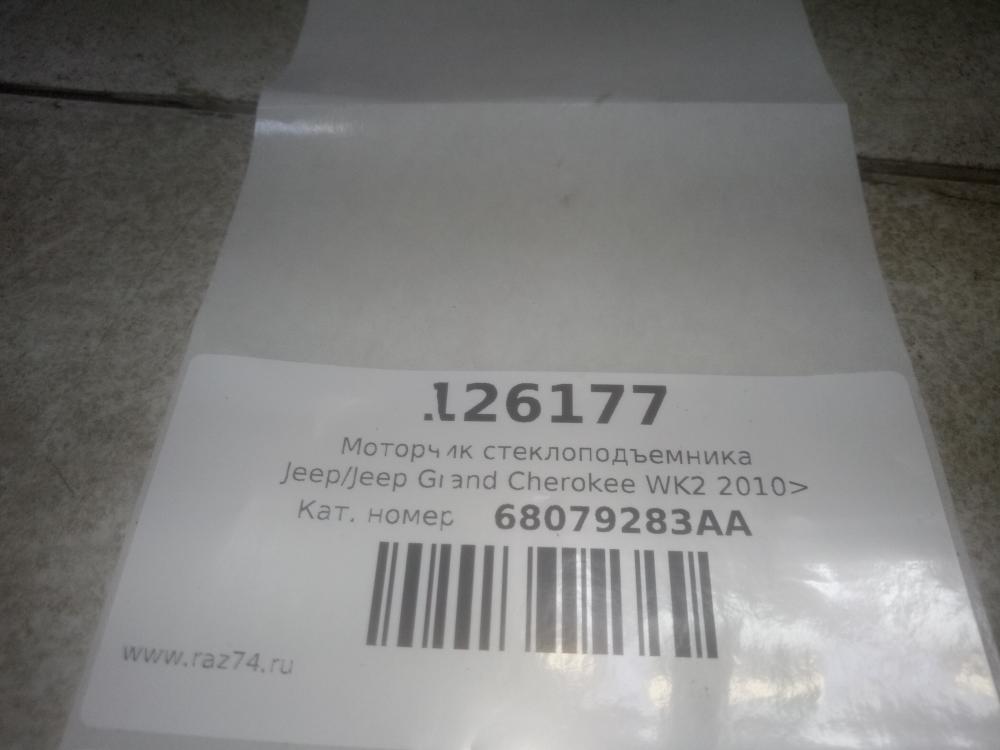 126177
Моторчик стеклоподъемника
Jeep/Jeep Grand Cherokee WK2 2010>
Кат. номер 68079283AA
www.raz74.ru